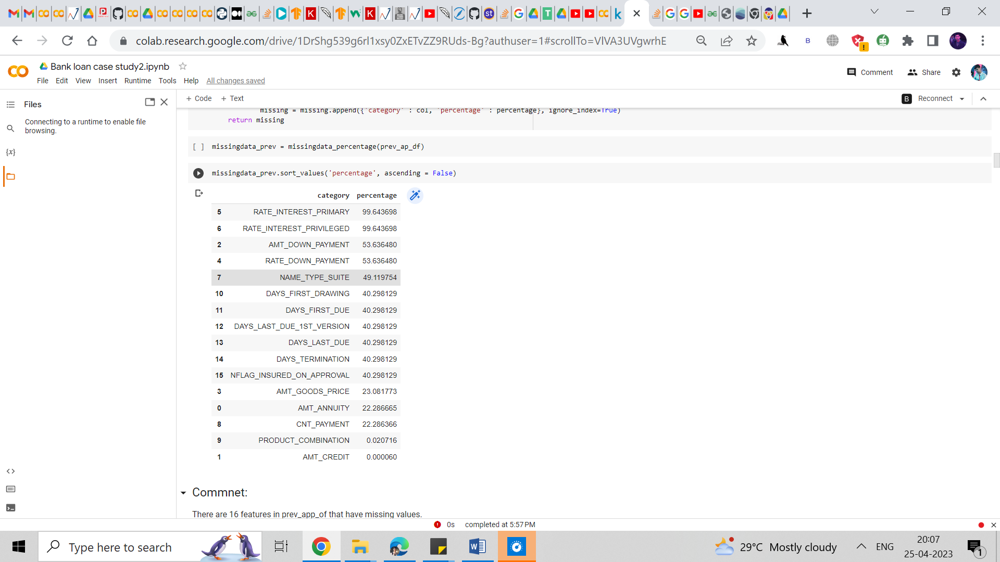 colab.research.google.com/drive/1DrShg539g6rl1xsy0ZxETvZZ9RUds-Bg?authuser=1#scrollTo=VlVA3UVgwrhE
Bank loan case study2.ipynb
Comment
Share
File Edit View Insert Runtime Tools Help All changes saved
Files
+ Code + Text
B Reconnect
Connecting to a runtime to enable file
browsing.
missing = missing.append({'category' : col, 'percentage' : percentage}, ignore_index=True)
return missing
{x}
[ ] missingdata_prev = missingdata_percentage(prev_ap_df)
missingdata_prev.sort_values('percentage', ascending = False)
category percentage
5 RATE_INTEREST_PRIMARY 99.643698
6 RATE_INTEREST_PRIVILEGED 99.643698
2 AMT_DOWN_PAYMENT 53.636480
4 RATE_DOWN_PAYMENT 53.636480
7 NAME_TYPE_SUITE 49.119754
10 DAYS_FIRST_DRAWING 40.298129
11 DAYS_FIRST_DUE 40.298129
12 DAYS_LAST_DUE_1ST_VERSION 40.298129
13 DAYS_LAST_DUE 40.298129
14 DAYS_TERMINATION 40.298129
15 NFLAG_INSURED_ON_APPROVAL 40.298129
3 AMT_GOODS_PRICE 23.081773
0 AMT_ANNUITY 22.286665
8 CNT_PAYMENT 22.286366
9 PRODUCT_COMBINATION 0.020716
1 AMT_CREDIT 0.000060
Commnet:
There are 16 features in prev_app_of that have missing values.
0s completed at 5:57 PM
Type here to search
29°C Mostly cloudy
ENG
20:07
25-04-2023
1